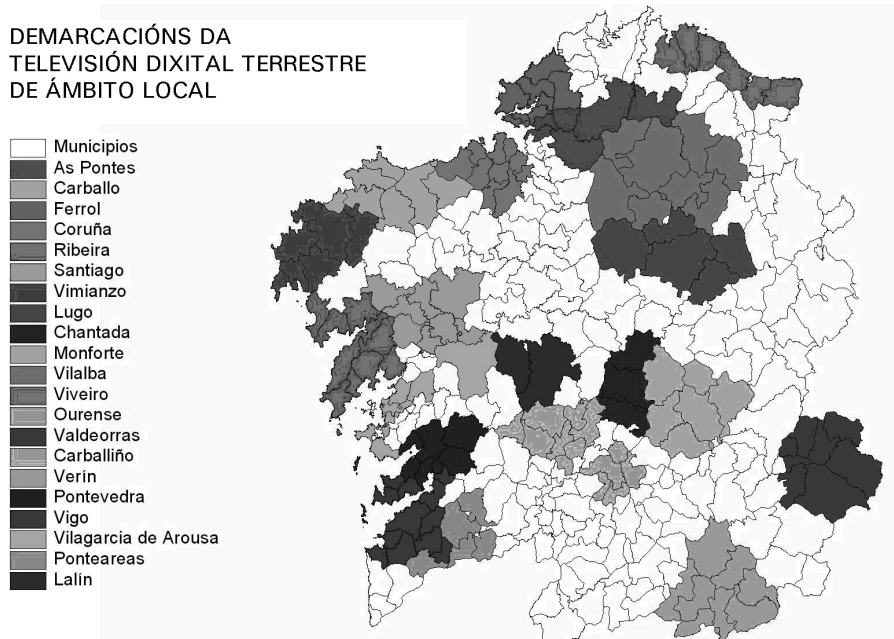 DEMARCACIÓNS DA
TELEVISIÓN DIXITAL TERRESTRE
DE ÁMBITO LOCAL
Municipios
As Pontes
Carballo
Ferrol
Coruña
Ribeira
Santiago
Vimianzo
Lugo
Chantada
Monforte
Vilalba
Viveiro
Ourense
Valdeorras
Carballiño
Verín
Pontevedra
Vigo
Vilagarcia de Arousa
Ponteareas
Lalín